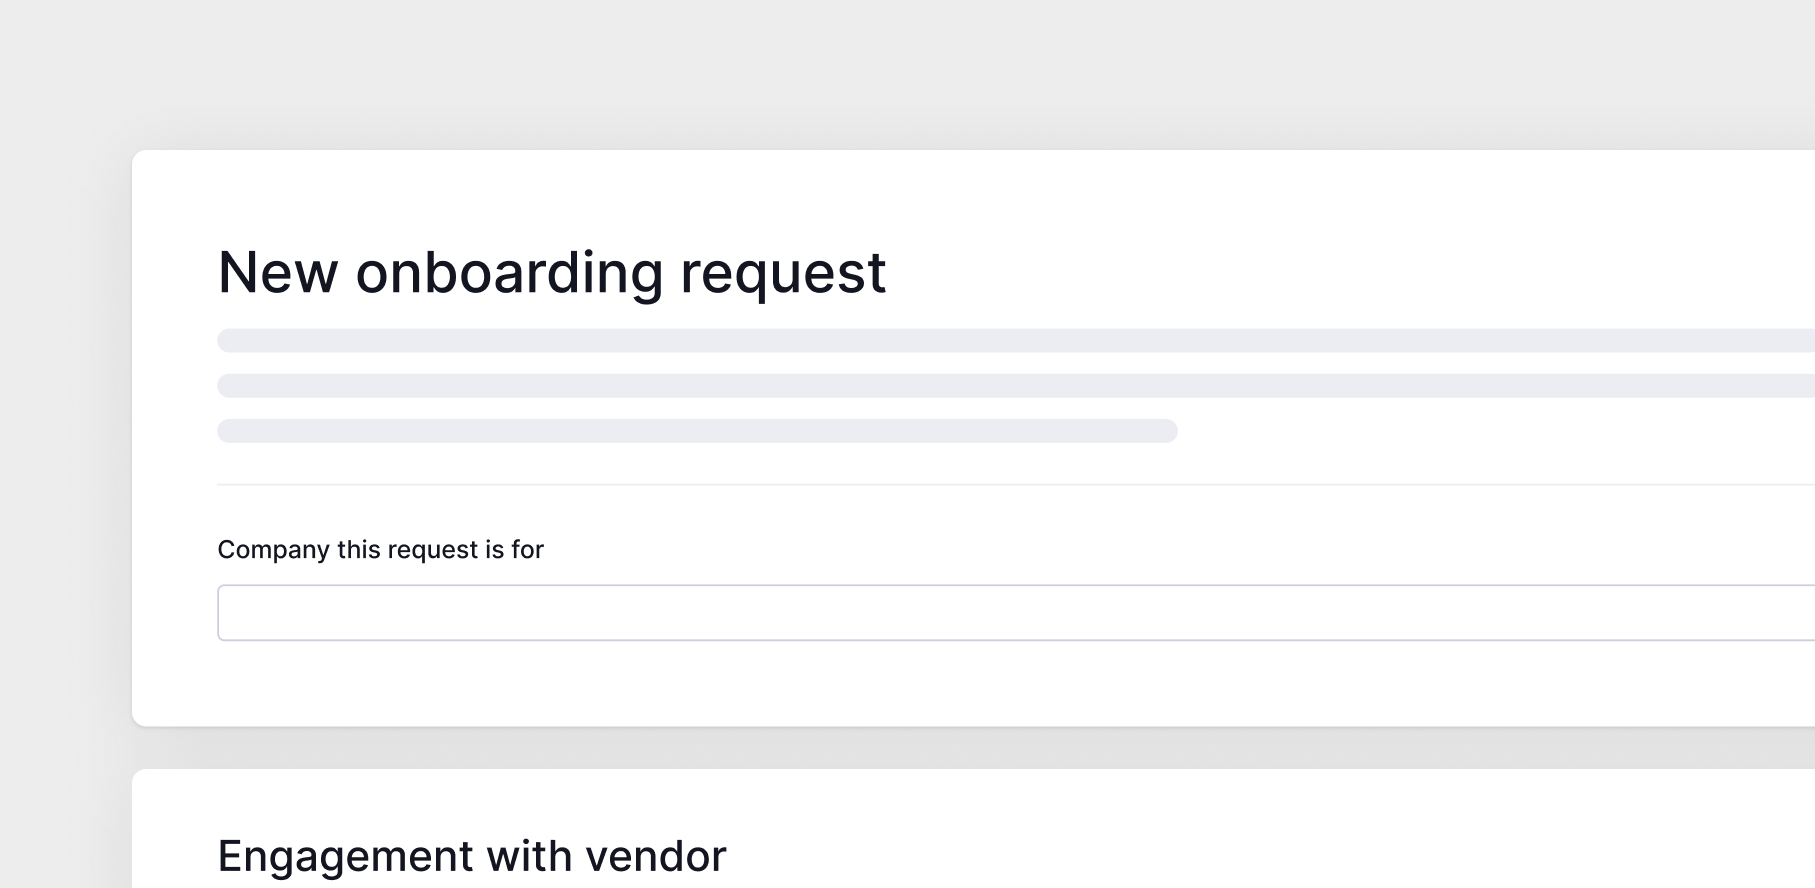 New onboarding request
Company this request is for
Engagement with vendor